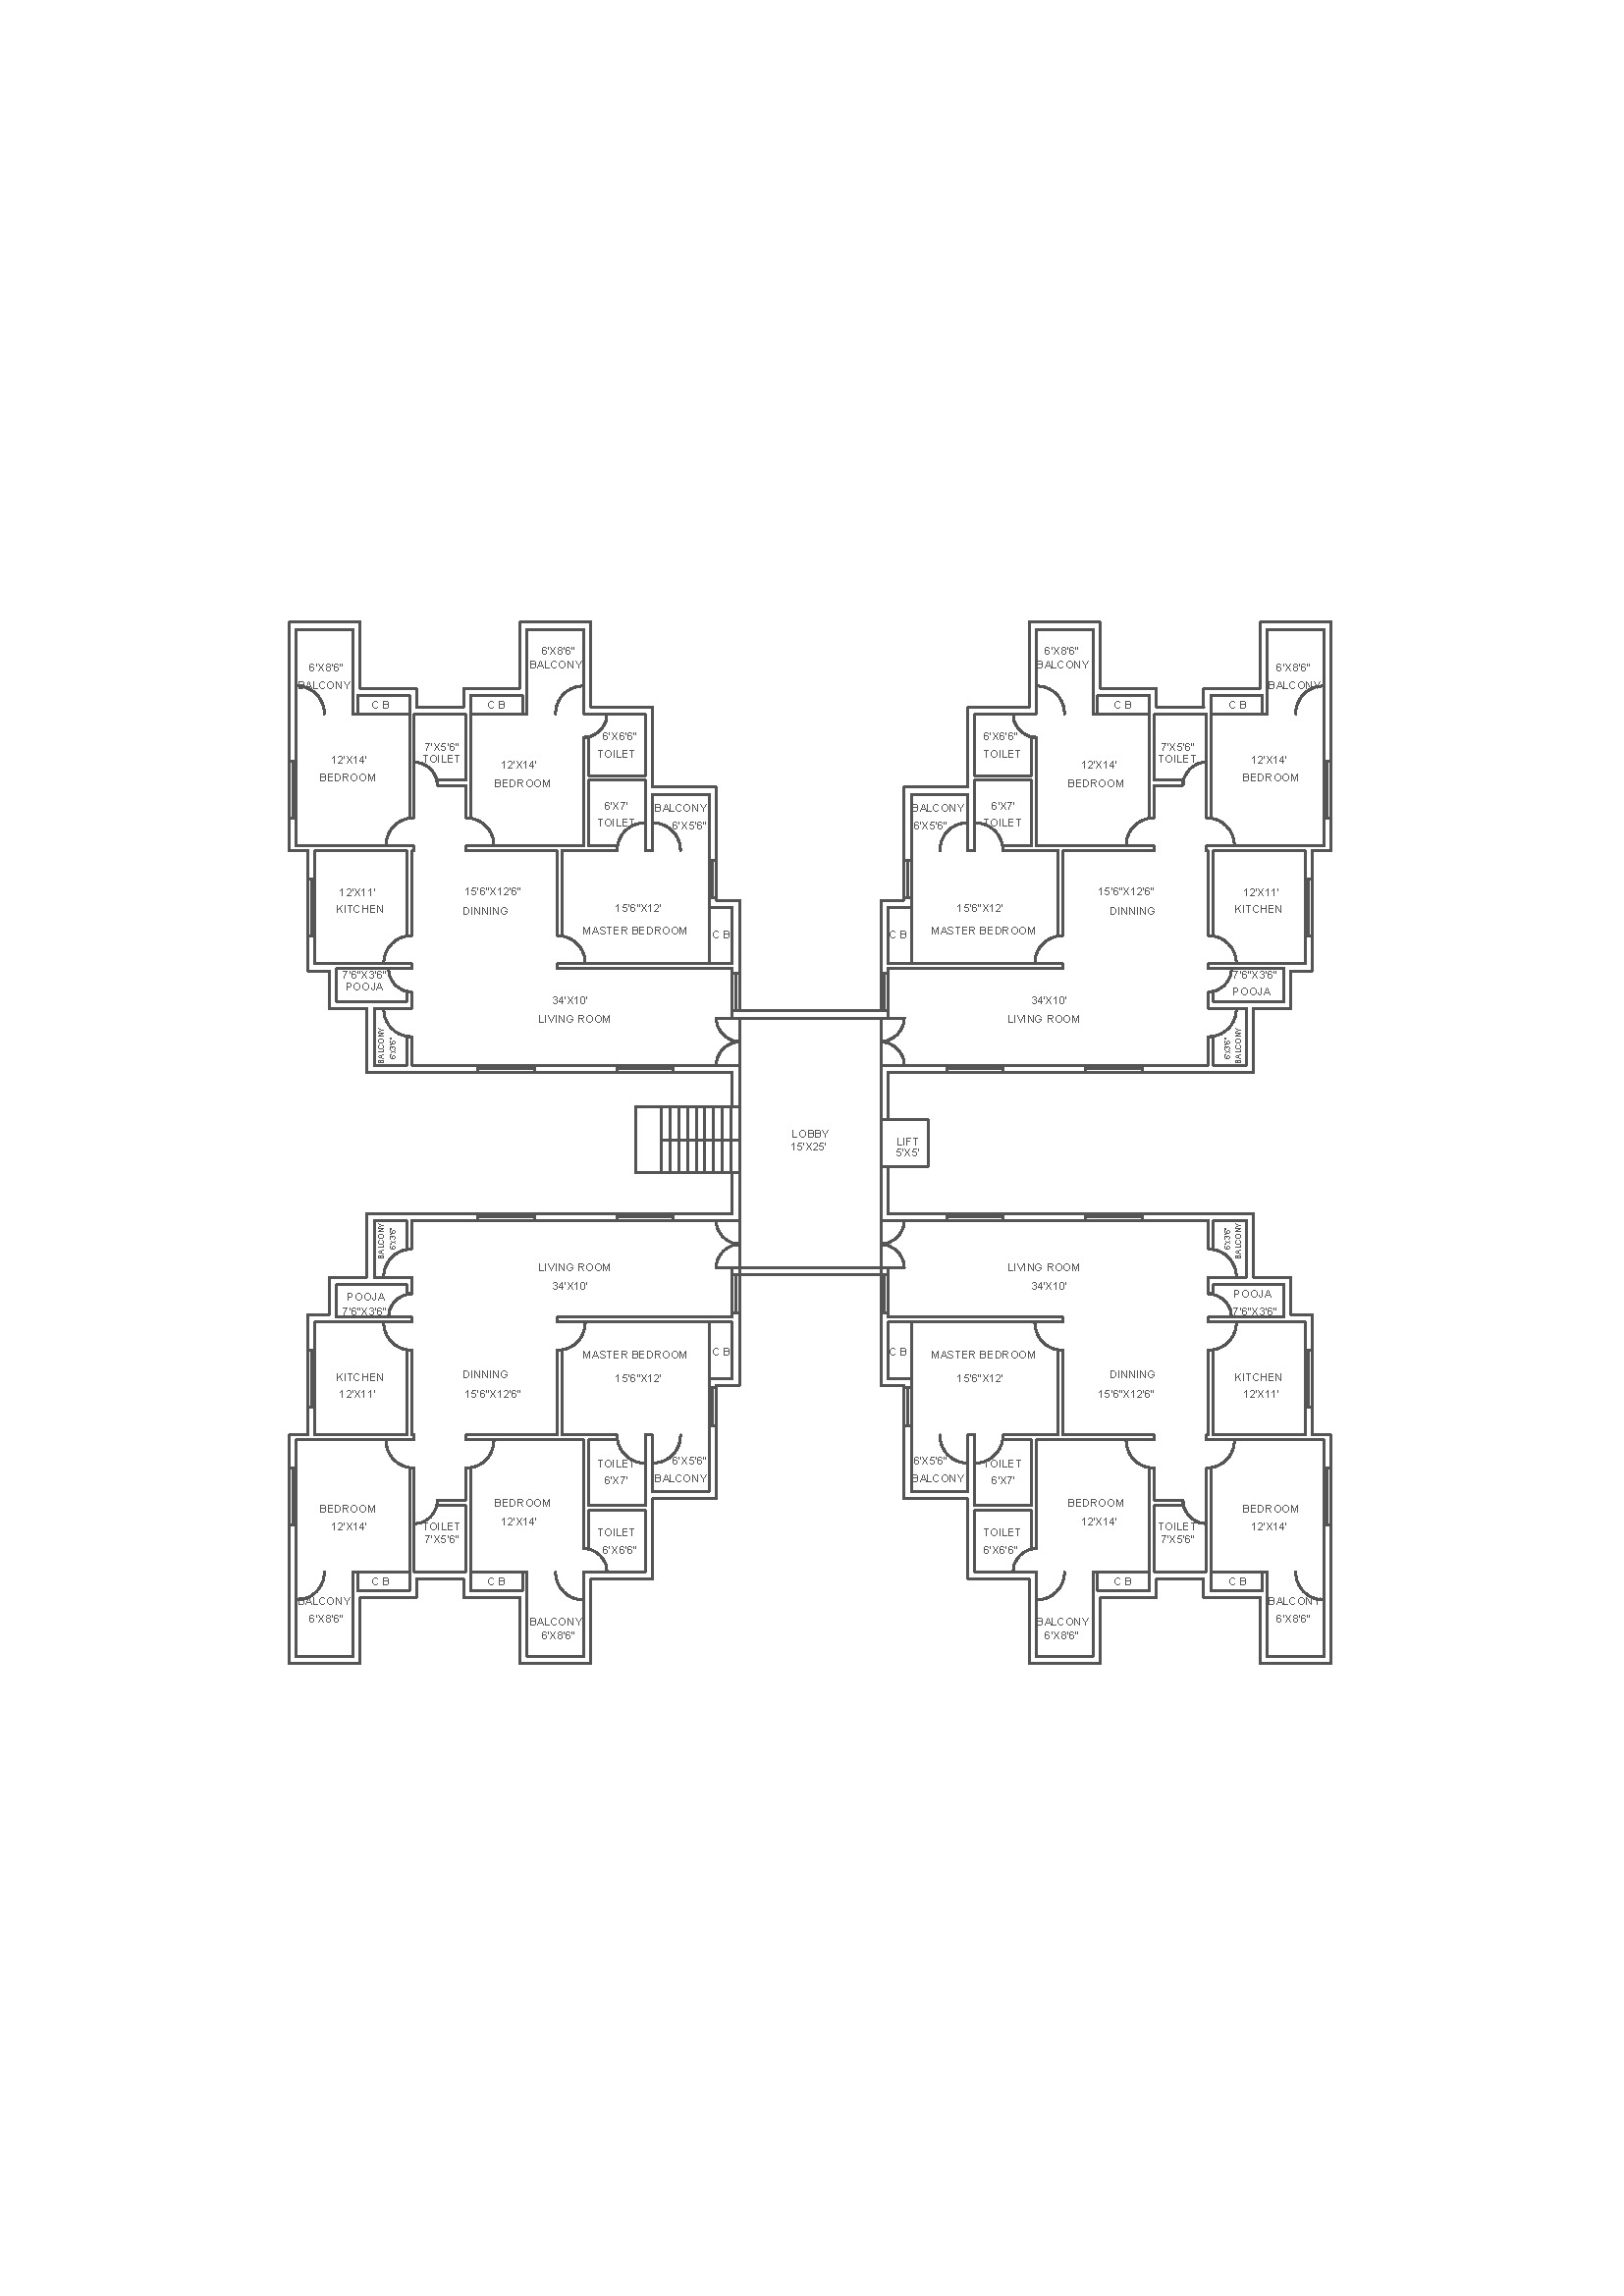 6'X8'6"
BALCONY
C B
12'X14'
BEDROOM
7'X5'6"
TOILET
6'X8'6"
BALCONY
C B
12'X14'
BEDROOM
6'X6'6"
TOILET
6'X7'
TOILET
BALCONY
6'X5'6"
12'X11'
KITCHEN
15'6"X12'6"
DINNING
15'6"X12'
MASTER BEDROOM
C B
7'6"X3'6"
POOJA
BALCONY
6'X3'6"
34'X10'
LIVING ROOM
6'X8'6"
BALCONY
C B
12'X14'
BEDROOM
6'X6'6"
TOILET
6'X7'
TOILET
BALCONY
6'X5'6"
7'X5'6"
TOILET
6'X8'6"
BALCONY
C B
12'X14'
BEDROOM
C B
15'6"X12'
MASTER BEDROOM
15'6"X12'6"
DINNING
12'X11'
KITCHEN
34'X10'
LIVING ROOM
7'6"X3'6"
POOJA
6'X3'6"
BALCONY
LOBBY
15'X25'
LIFT
5'X5'
BALCONY
6'X3'6"
LIVING ROOM
34'X10'
POOJA
7'6"X3'6"
KITCHEN
12'X11'
DINNING
15'6"X12'6"
MASTER BEDROOM
15'6"X12'
C B
BEDROOM
12'X14'
TOILET
7'X5'6"
BEDROOM
12'X14'
TOILET
6'X7'
TOILET
6'X6'6"
6'X5'6"
BALCONY
C B
BALCONY
6'X8'6"
C B
BALCONY
6'X8'6"
LIVING ROOM
34'X10'
6'X3'6"
BALCONY
POOJA
7'6"X3'6"
C B
MASTER BEDROOM
15'6"X12'
DINNING
15'6"X12'6"
KITCHEN
12'X11'
6'X5'6"
BALCONY
TOILET
6'X7'
TOILET
6'X6'6"
BEDROOM
12'X14'
TOILET
7'X5'6"
BEDROOM
12'X14'
C B
BALCONY
6'X8'6"
C B
BALCONY
6'X8'6"